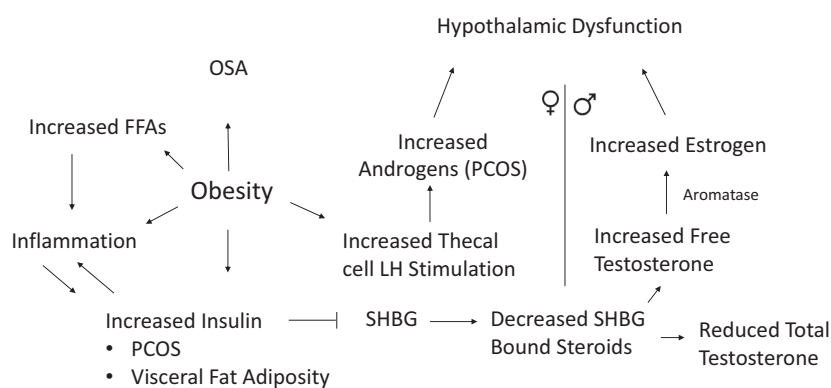 Hypothalamic Dysfunction
OSA
♀ ♂
Increased FFAs
Increased
Androgens (PCOS)
Increased Estrogen
Obesity
Aromatase
Inflammation
Increased Thecal
cell LH Stimulation
Increased Free
Testosterone
Increased Insulin
• PCOS
• Visceral Fat Adiposity
SHBG
Decreased SHBG
Bound Steroids
Reduced Total
Testosterone